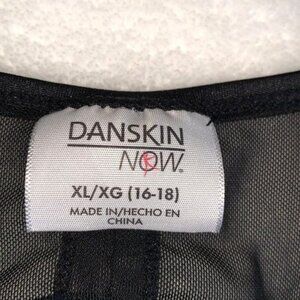 DANSKIN
NOW®
XL/XG (16-18)
MADE IN/HECHO EN
CHINA